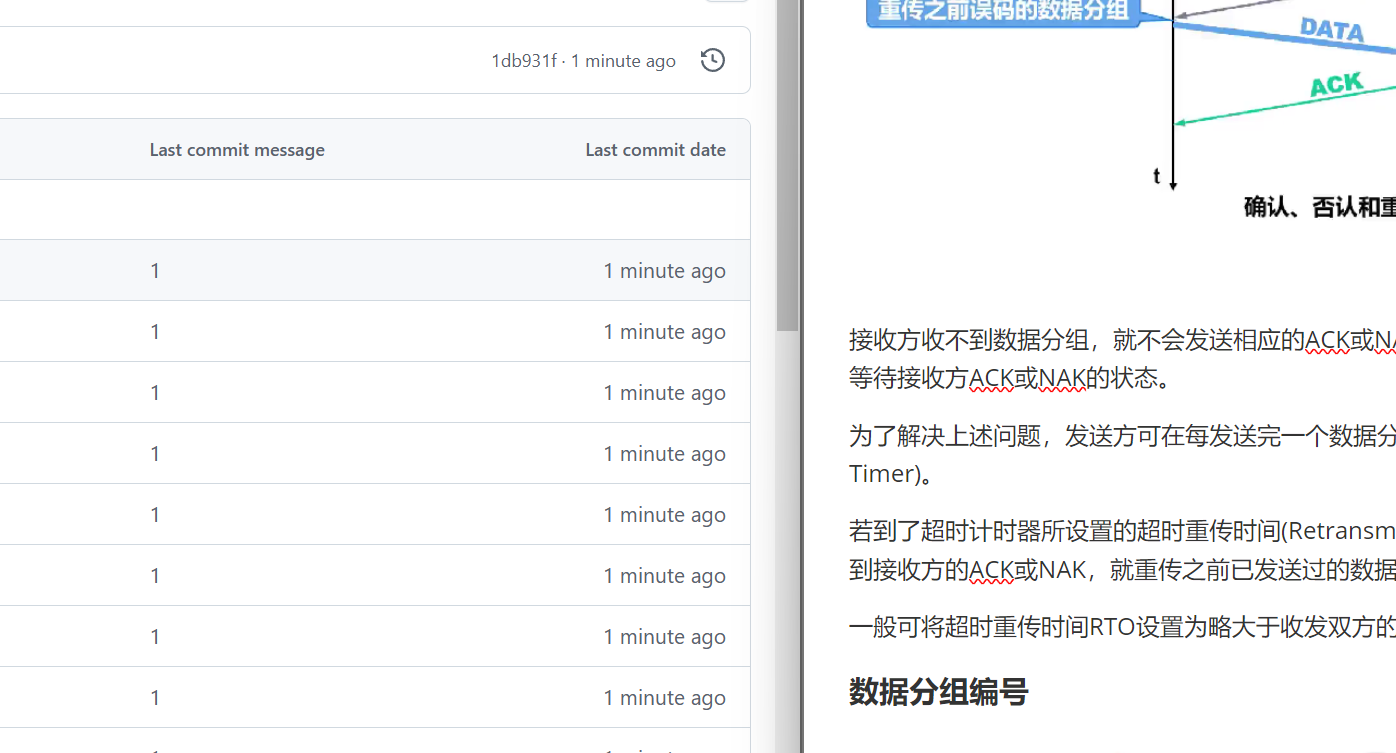 1db931f · 1 minute ago
Last commit message Last commit date
1 1 minute ago
1 1 minute ago
1 1 minute ago
1 1 minute ago
1 1 minute ago
1 1 minute ago
1 1 minute ago
1 1 minute ago
重传之前误码的数据分组
DATA
ACK
t
确认、否认和重
接收方收不到数据分组，就不会发送相应的ACK或NA
等待接收方ACK或NAK的状态。
为了解决上述问题，发送方可在每发送完一个数据分
Timer)。
若到了超时计时器所设置的超时重传时间(Retransm
到接收方的ACK或NAK，就重传之前已发送过的数据
一般可将超时重传时间RTO设置为略大于收发双方的
数据分组编号